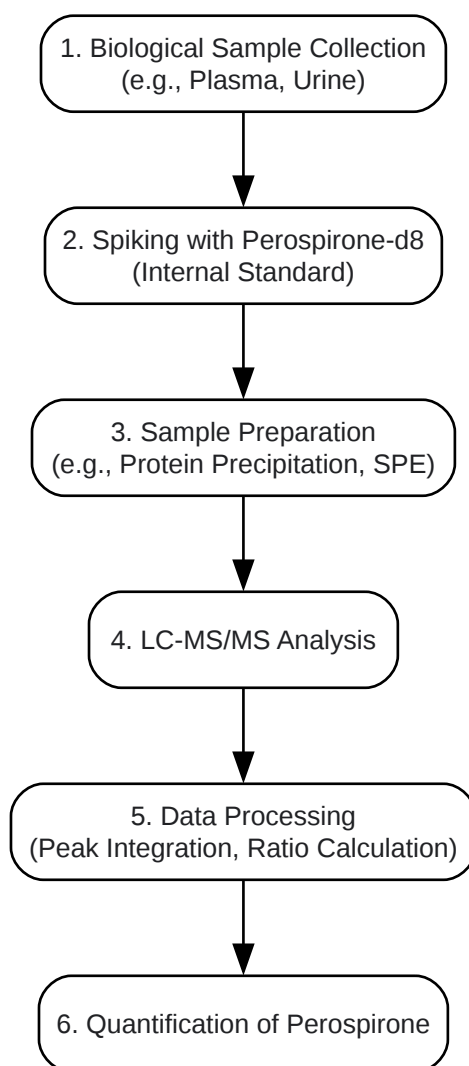 1. Biological Sample Collection
(e.g., Plasma, Urine)
2. Spiking with Perospirone-d8
(Internal Standard)
3. Sample Preparation
(e.g., Protein Precipitation, SPE)
4. LC-MS/MS Analysis
5. Data Processing
(Peak Integration, Ratio Calculation)
6. Quantification of Perospirone